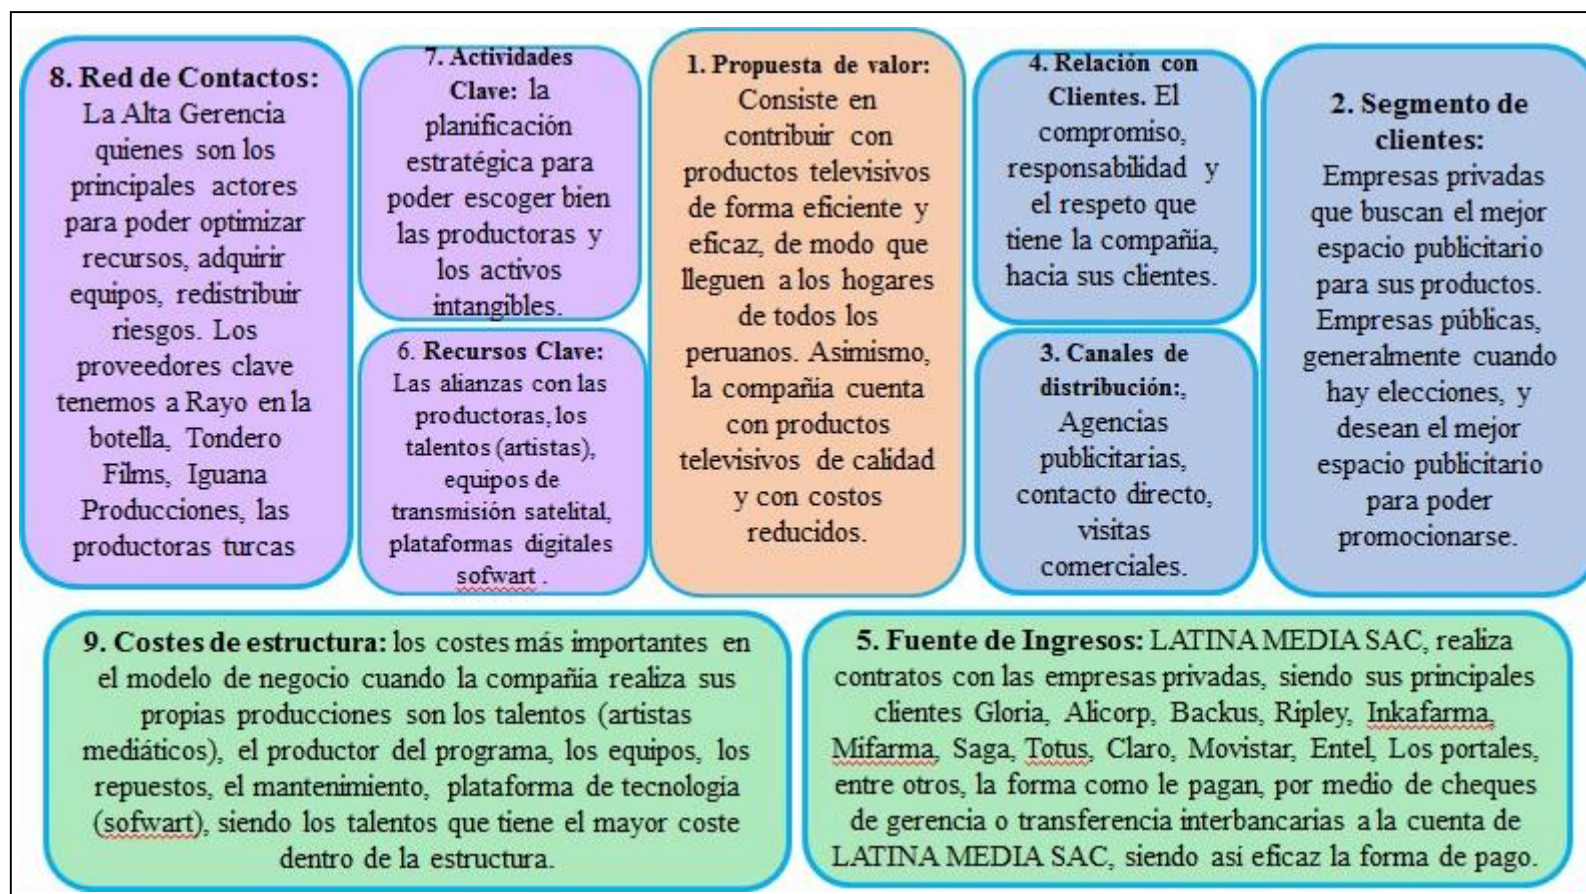 8. Red de Contactos:
La Alta Gerencia
quienes son los
principales actores
para poder optimizar
recursos, adquirir
equipos, redistribuir
riesgos. Los
proveedores clave
tenemos a Rayo en la
botella, Tondero
Films, Iguana
Producciones, las
productoras turcas
7. Actividades
Clave: la
planificación
estratégica para
poder escoger bien
las productoras y
los activos
intangibles.
6. Recursos Clave:
Las alianzas con las
productoras, los
talentos (artistas),
equipos de
transmisión satelital,
plataformas digitales
sofwart .
1. Propuesta de valor:
Consiste en
contribuir con
productos televisivos
de forma eficiente y
eficaz, de modo que
lleguen a los hogares
de todos los
peruanos. Asimismo,
la compañía cuenta
con productos
televisivos de calidad
y con costos
reducidos.
4. Relación con
Clientes. El
compromiso,
responsabilidad y
el respeto que
tiene la compañía,
hacia sus clientes.
3. Canales de
distribución:,
Agencias
publicitarias,
contacto directo,
visitas
comerciales.
2. Segmento de
clientes:
Empresas privadas
que buscan el mejor
espacio publicitario
para sus productos.
Empresas públicas,
generalmente cuando
hay elecciones, y
desean el mejor
espacio publicitario
para poder
promocionarse.
9. Costes de estructura: los costes más importantes en
el modelo de negocio cuando la compañía realiza sus
propias producciones son los talentos (artistas
mediáticos), el productor del programa, los equipos, los
repuestos, el mantenimiento, plataforma de tecnología
(sofwart), siendo los talentos que tiene el mayor coste
dentro de la estructura.
5. Fuente de Ingresos: LATINA MEDIA SAC, realiza
contratos con las empresas privadas, siendo sus principales
clientes Gloria, Alicorp, Backus, Ripley, Inkafarma,
Mifarma, Saga, Totus, Claro, Movistar, Entel, Los portales,
entre otros, la forma como le pagan, por medio de cheques
de gerencia o transferencia interbancarias a la cuenta de
LATINA MEDIA SAC, siendo así eficaz la forma de pago.